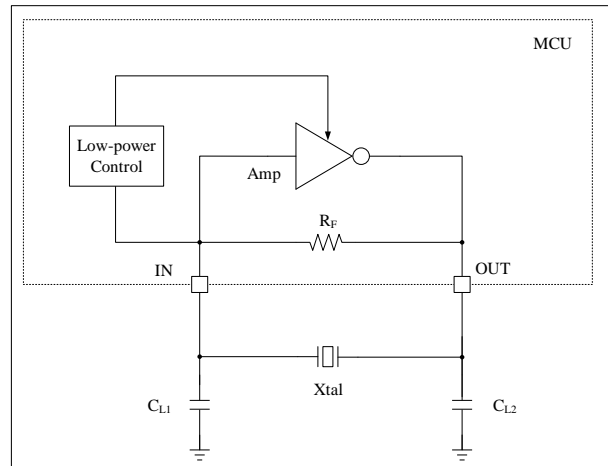 MCU
Low-power
Control
Amp
RF
IN
OUT
Xtal
CL1
CL2